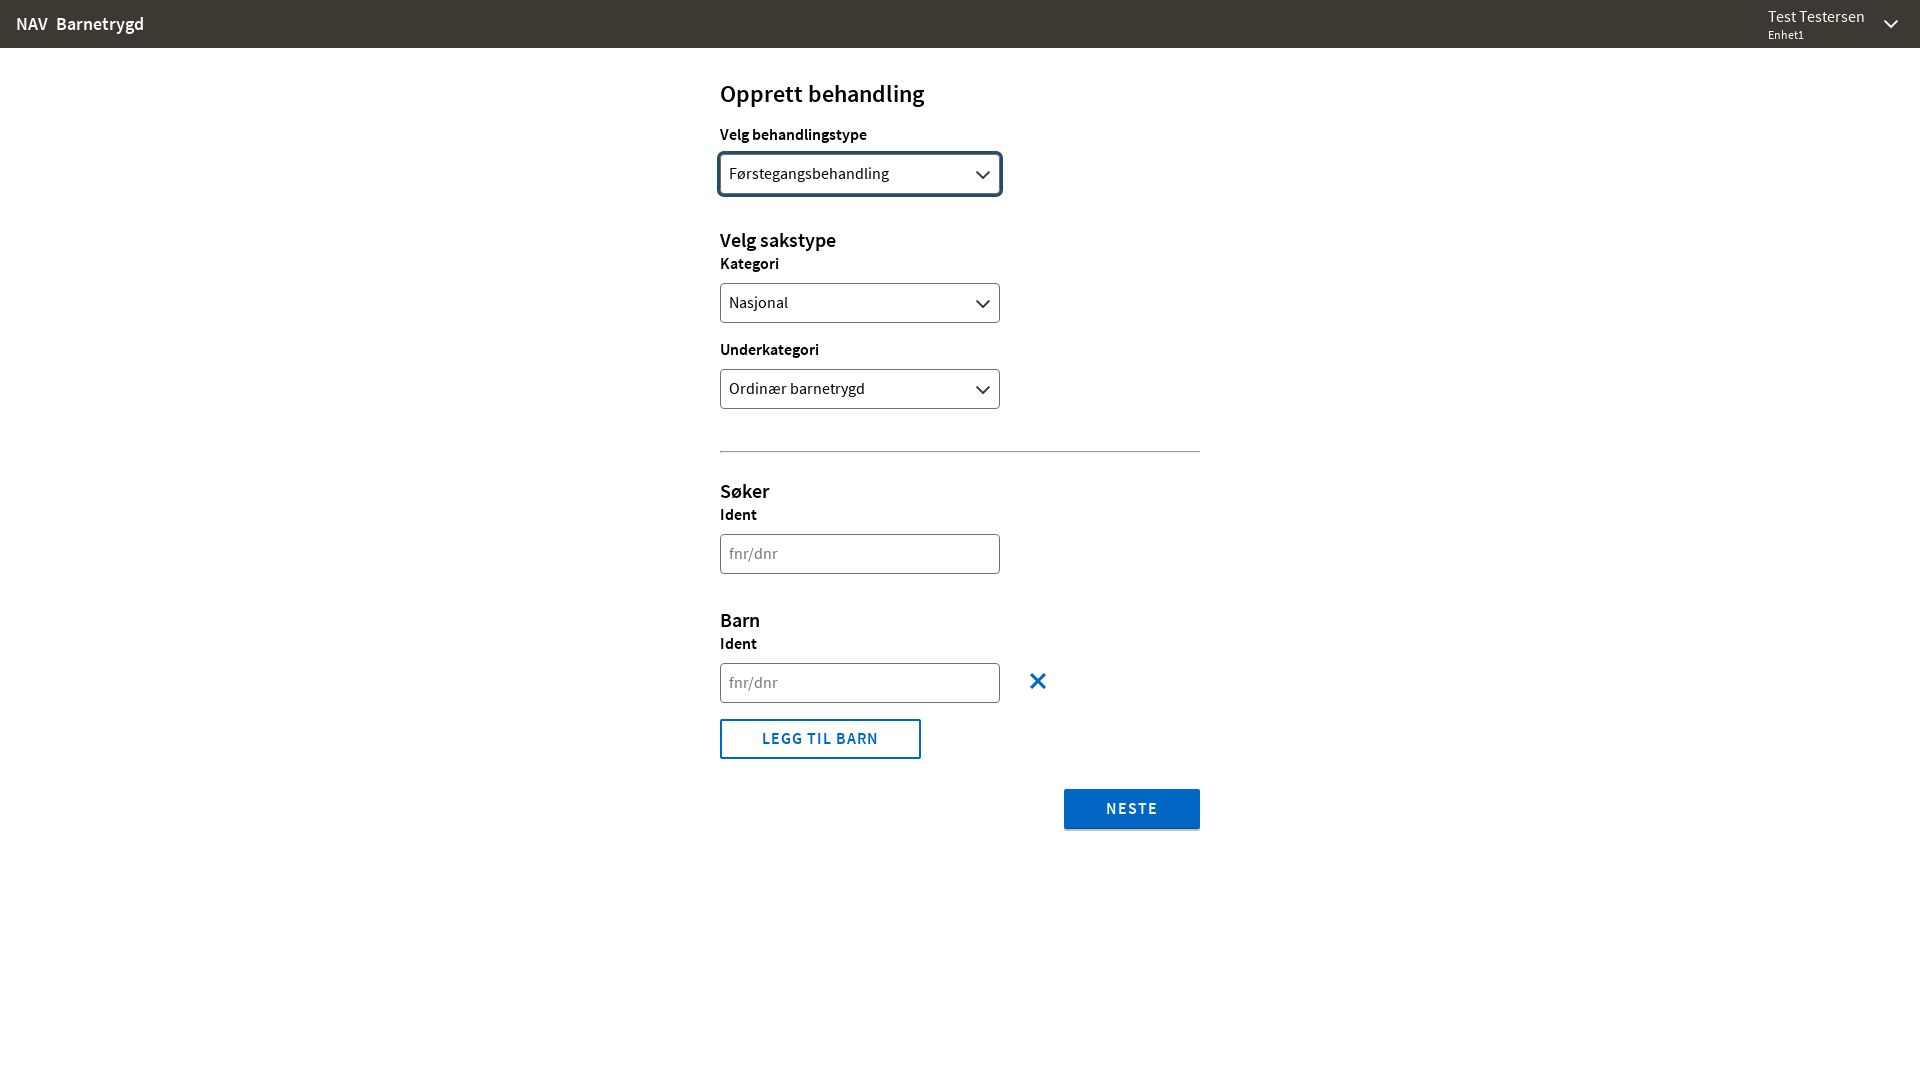 NAV Barnetrygd
Test Testersen
Enhet1
Opprett behandling
Velg behandlingstype
Førstegangsbehandling
Velg sakstype
Kategori
Nasjonal
Underkategori
Ordinær barnetrygd
Søker
Ident
fnr/dnr
Barn
Ident
fnr/dnr
LEGG TIL BARN
NESTE